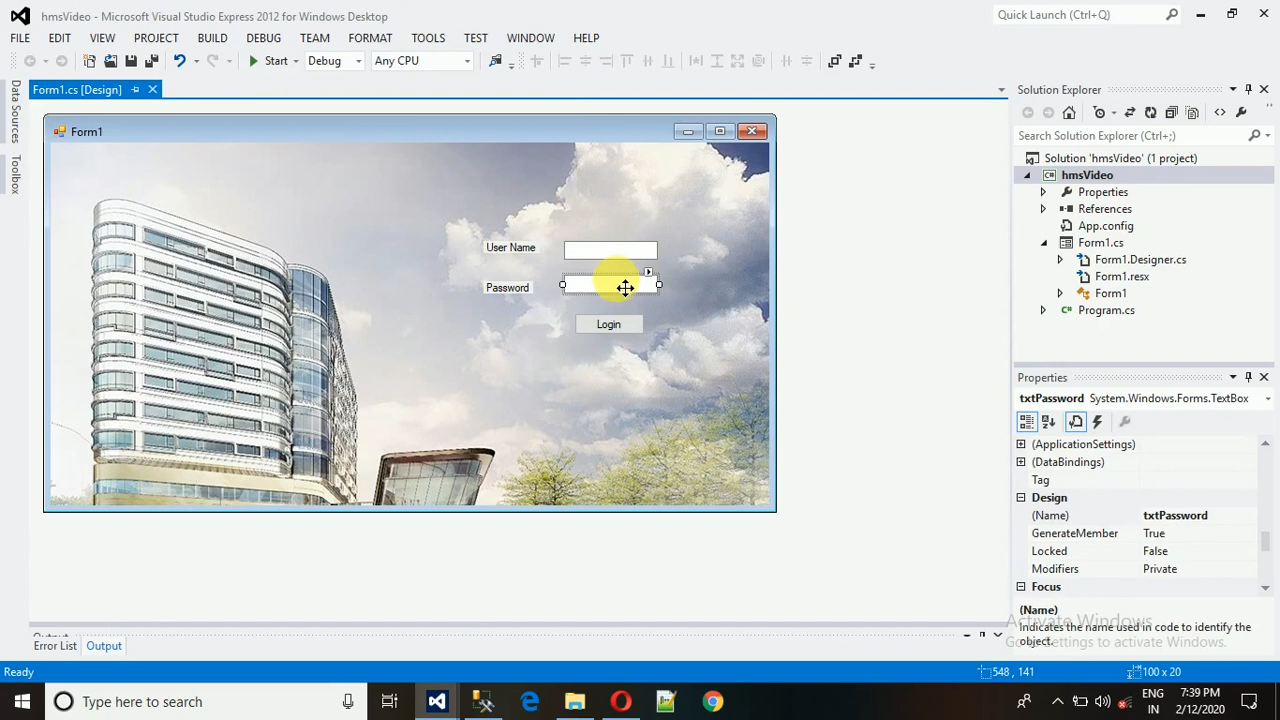 hmsVideo - Microsoft Visual Studio Express 2012 for Windows Desktop
Quick Launch (Ctrl+Q)
FILE EDIT VIEW PROJECT BUILD DEBUG TEAM FORMAT TOOLS TEST WINDOW HELP
Start Debug Any CPU
Data Sources
Toolbox
Form1.cs [Design]
Form1
User Name
Password
Login
Solution Explorer
Search Solution Explorer (Ctrl+;)
Solution 'hmsVideo' (1 project)
hmsVideo
Properties
References
App.config
Form1.cs
Form1.Designer.cs
Form1.resx
Form1
Program.cs
Properties
txtPassword System.Windows.Forms.TextBox
(ApplicationSettings)
(DataBindings)
Tag
Design
(Name) txtPassword
GenerateMember True
Locked False
Modifiers Private
Focus
(Name)
Indicates the name used in code to identify the
object.
Activate Windows
Go to Settings to activate Windows.
Output
Error List Output
Ready
548 , 141
100 x 20
Type here to search
ENG
IN
7:39 PM
2/12/2020